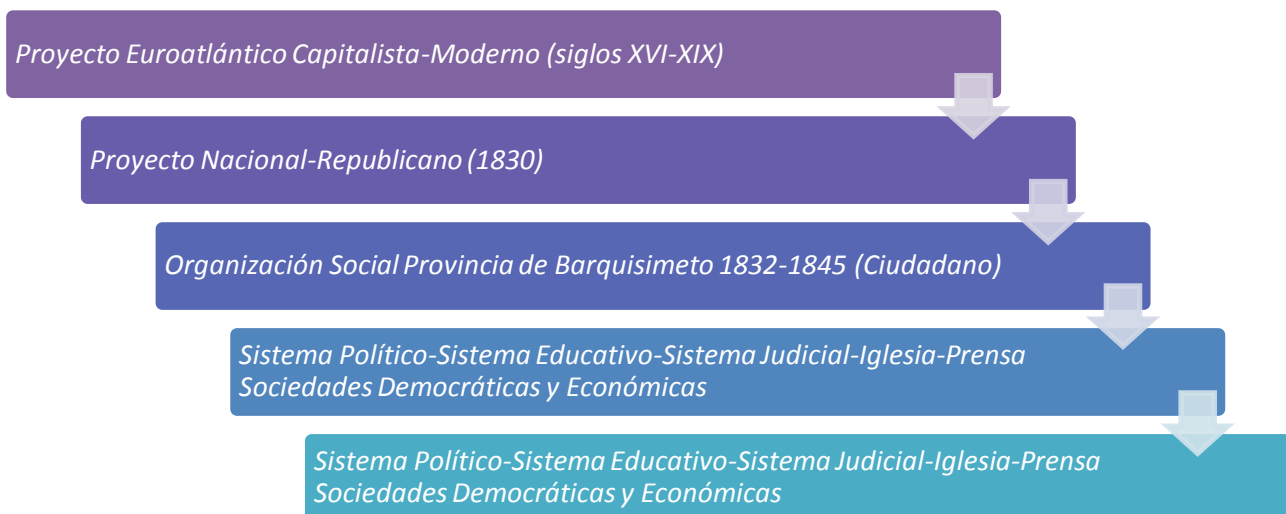 Proyecto Euroatlántico Capitalista-Moderno (siglos XVI-XIX)
Proyecto Nacional-Republicano (1830)
Organización Social Provincia de Barquisimeto 1832-1845 (Ciudadano)
Sistema Político-Sistema Educativo-Sistema Judicial-Iglesia-Prensa
Sociedades Democráticas y Económicas
Sistema Político-Sistema Educativo-Sistema Judicial-Iglesia-Prensa
Sociedades Democráticas y Económicas